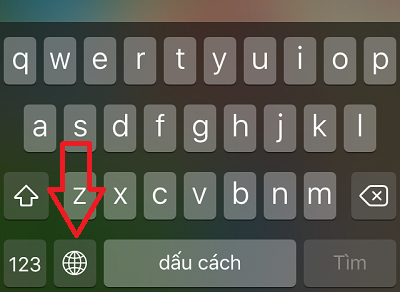 q w e r t y u i o p
a s d f g h j k l
z x c v b n m
123 dấu cách Tìm